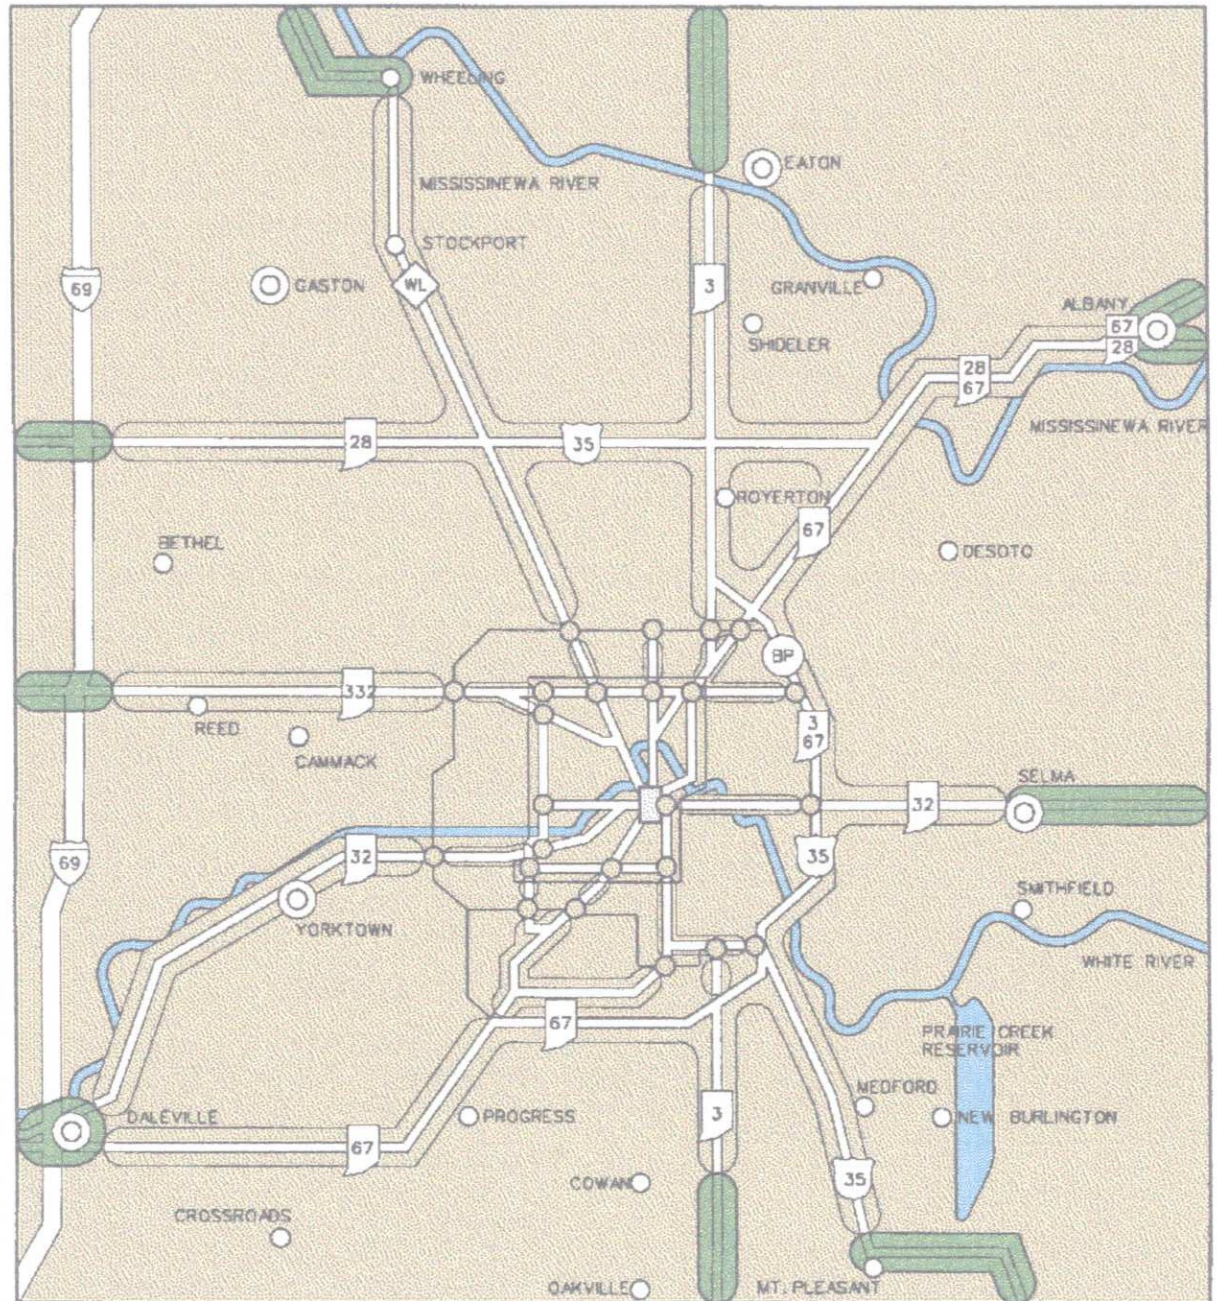 WHEELING
EATON
MISSISSINEWA RIVER
STOCKPORT
69
GASTON
WL
3
GRANVILLE
ALBANY
67
28
SHIDELER
28
67
MISSISSINEWA RIVER
28
35
ROYERTON
67
BETHEL
DESOTO
BP
332
REED
CAMMACK
3
67
SELMA
32
69
32
35
YORKTOWN
SMITHFIELD
WHITE RIVER
67
PRAIRIE CREEK
RESERVOIR
MEDFORD
DALEVILLE
PROGRESS
3
NEW BURLINGTON
67
COWAN
35
CROSSROADS
OAKVILLE
MT. PLEASANT